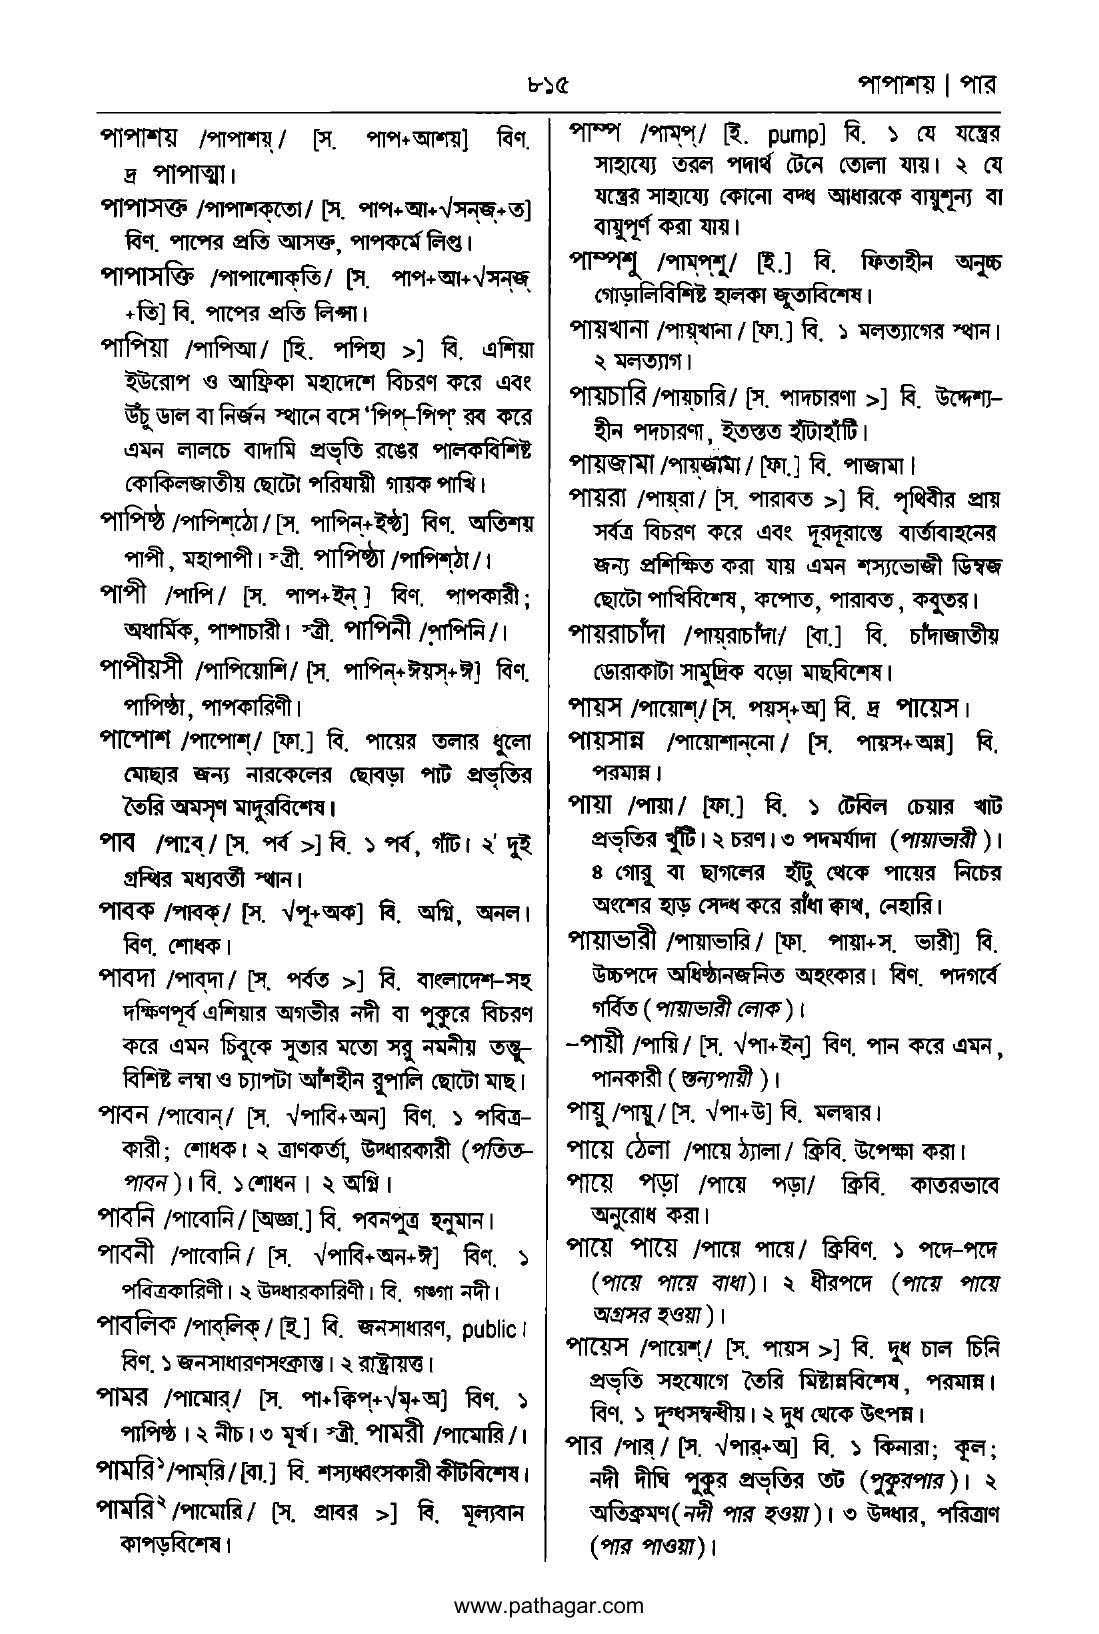 ৮১৫
পাপাশয় | পার
পাপাশয় /পাপাশয়্/ [স. পাপ+আশয়] বিণ.
দ্র পাপাত্মা।
পাপাসক্ত /পাপাশক্‌তো/ [স. পাপ+আ+√সন্‌জ্‌+ত]
বিণ. পাপের প্রতি আসক্ত, পাপকর্মে লিপ্ত।
পাপাসক্তি /পাপাশোক্‌তি/ [স. পাপ+আ+√সন্‌জ্‌
+তি] বি. পাপের প্রতি লিপ্সা।
পাপিয়া /পাপিআ/ [হি. পপিহা >] বি. এশিয়া
ইউরোপ ও আফ্রিকা মহাদেশে বিচরণ করে এবং
উঁচু ডাল বা নির্জন স্থানে বসে ‘পিপ্‌-পিপ্‌’ রব করে
এমন লালচে বাদামি প্রভৃতি রঙের পালকবিশিষ্ট
কোকিলজাতীয় ছোটো পরিযায়ী গায়ক পাখি।
পাপিষ্ঠ /পাপিশ্‌ঠো/ [স. পাপিন্‌+ইষ্ঠ] বিণ. অতিশয়
পাপী, মহাপাপী। স্ত্রী. পাপিষ্ঠা /পাপিশ্‌ঠা/।
পাপী /পাপি/ [স. পাপ+ইন্‌] বিণ. পাপকারী;
অধার্মিক, পাপাচারী। স্ত্রী. পাপিনী /পাপিনি/।
পাপীয়সী /পাপিয়োশি/ [স. পাপিন্‌+ঈয়স্‌+ঈ] বিণ.
পাপিষ্ঠা, পাপকারিণী।
পাপোশ /পাপোশ্‌/ [ফা.] বি. পায়ের তলার ধুলো
মোছার জন্য নারকেলের ছোবড়া পাট প্রভৃতির
তৈরি অমসৃণ মাদুরবিশেষ।
পাব /পাব্‌/ [স. পর্ব >] বি. ১ পর্ব, গাঁট। ২ দুই
গ্রন্থির মধ্যবর্তী স্থান।
পাবক /পাবক্‌/ [স. √পূ+অক] বি. অগ্নি, অনল।
বিণ. শোধক।
পাবদা /পাব্‌দা/ [স. পর্বত >] বি. বাংলাদেশ-সহ
দক্ষিণপূর্ব এশিয়ার অগভীর নদী বা পুকুরে বিচরণ
করে এমন চিবুকে সুতার মতো সরু নমনীয় তন্তু-
বিশিষ্ট লম্বা ও চ্যাপটা আঁশহীন রুপালি ছোটো মাছ।
পাবন /পাবোন্‌/ [স. √পাবি+অন] বিণ. ১ পবিত্র-
কারী; শোধক। ২ ত্রাণকর্তা, উদ্ধারকারী (পতিত-
পাবন)। বি. ১ শোধন। ২ অগ্নি।
পাবনি /পাবোনি/ [অজ্ঞা.] বি. পবনপুত্র হনুমান।
পাবনী /পাবোনি/ [স. √পাবি+অন+ঈ] বিণ. ১
পবিত্রকারিণী। ২ উদ্ধারকারিণী। বি. গঙ্গা নদী।
পাবলিক /পাব্‌লিক্‌/ [ই.] বি. জনসাধারণ, public।
বিণ. ১ জনসাধারণসংক্রান্ত। ২ রাষ্ট্রায়ত্ত।
পামর /পামোর্‌/ [স. পা+ক্বিপ্‌+√মৃ+অ] বিণ. ১
পাপিষ্ঠ। ২ নীচ। ৩ মূর্খ। স্ত্রী. পামরী /পামোরি/।
পামরি১ /পাম্‌রি/ [বা.] বি. শস্যধ্বংসকারী কীটবিশেষ।
পামরি২ /পামোরি/ [স. প্রাবর >] বি. মূল্যবান
কাপড়বিশেষ।
পাম্প /পাম্‌প্‌/ [ই. pump] বি. ১ যে যন্ত্রের
সাহায্যে তরল পদার্থ টেনে তোলা যায়। ২ যে
যন্ত্রের সাহায্যে কোনো বদ্ধ আধারকে বায়ুশূন্য বা
বায়ুপূর্ণ করা যায়।
পাম্পশু /পাম্‌প্‌শু/ [ই.] বি. ফিতাহীন অনুচ্চ
গোড়ালিবিশিষ্ট হালকা জুতাবিশেষ।
পায়খানা /পায়্‌খানা/ [ফা.] বি. ১ মলত্যাগের স্থান।
২ মলত্যাগ।
পায়চারি /পায়্‌চারি/ [স. পাদচারণা >] বি. উদ্দেশ্য-
হীন পদচারণা, ইতস্তত হাঁটাহাঁটি।
পায়জামা /পায়্‌জামা/ [ফা.] বি. পাজামা।
পায়রা /পায়্‌রা/ [স. পারাবত >] বি. পৃথিবীর প্রায়
সর্বত্র বিচরণ করে এবং দূরদূরান্তে বার্তাবাহনের
জন্য প্রশিক্ষিত করা যায় এমন শস্যভোজী ডিম্বজ
ছোটো পাখিবিশেষ, কপোত, পারাবত, কবুতর।
পায়রাচাঁদা /পায়্‌রাচাঁদা/ [বা.] বি. চাঁদাজাতীয়
ডোরাকাটা সামুদ্রিক বড়ো মাছবিশেষ।
পায়স /পায়োশ্‌/ [স. পয়স্‌+অ] বি. দ্র পায়েস।
পায়সান্ন /পায়োশান্‌নো/ [স. পায়স+অন্ন] বি.
পরমান্ন।
পায়া /পায়া/ [ফা.] বি. ১ টেবিল চেয়ার খাট
প্রভৃতির খুঁটি। ২ চরণ। ৩ পদমর্যাদা (পায়াভারী)।
৪ গোরু বা ছাগলের হাঁটু থেকে পায়ের নিচের
অংশের হাড় সেদ্ধ করে রাঁধা ক্বাথ, নেহারি।
পায়াভারী /পায়াভারি/ [ফা. পায়া+স. ভারী] বি.
উচ্চপদে অধিষ্ঠানজনিত অহংকার। বিণ. পদগর্বে
গর্বিত (পায়াভারী লোক)।
-পায়ী /পায়ি/ [স. √পা+ইন্‌] বিণ. পান করে এমন,
পানকারী (স্তন্যপায়ী)।
পায়ু /পায়ু/ [স. √পা+উ] বি. মলদ্বার।
পায়ে ঠেলা /পায়ে ঠ্যালা/ ক্রিবি. উপেক্ষা করা।
পায়ে পড়া /পায়ে পড়া/ ক্রিবি. কাতরভাবে
অনুরোধ করা।
পায়ে পায়ে /পায়ে পায়ে/ ক্রিবিণ. ১ পদে-পদে
(পায়ে পায়ে বাধা)। ২ ধীরপদে (পায়ে পায়ে
অগ্রসর হওয়া)।
পায়েস /পায়েশ্‌/ [স. পায়স >] বি. দুধ চাল চিনি
প্রভৃতি সহযোগে তৈরি মিষ্টান্নবিশেষ, পরমান্ন।
বিণ. ১ দুগ্ধসম্বন্ধীয়। ২ দুধ থেকে উৎপন্ন।
পার /পার্‌/ [স. √পার্‌+অ] বি. ১ কিনারা; কূল;
নদী দীঘি পুকুর প্রভৃতির তট (পুকুরপার)। ২
অতিক্রমণ (নদী পার হওয়া)। ৩ উদ্ধার, পরিত্রাণ
(পার পাওয়া)।
www.pathagar.com